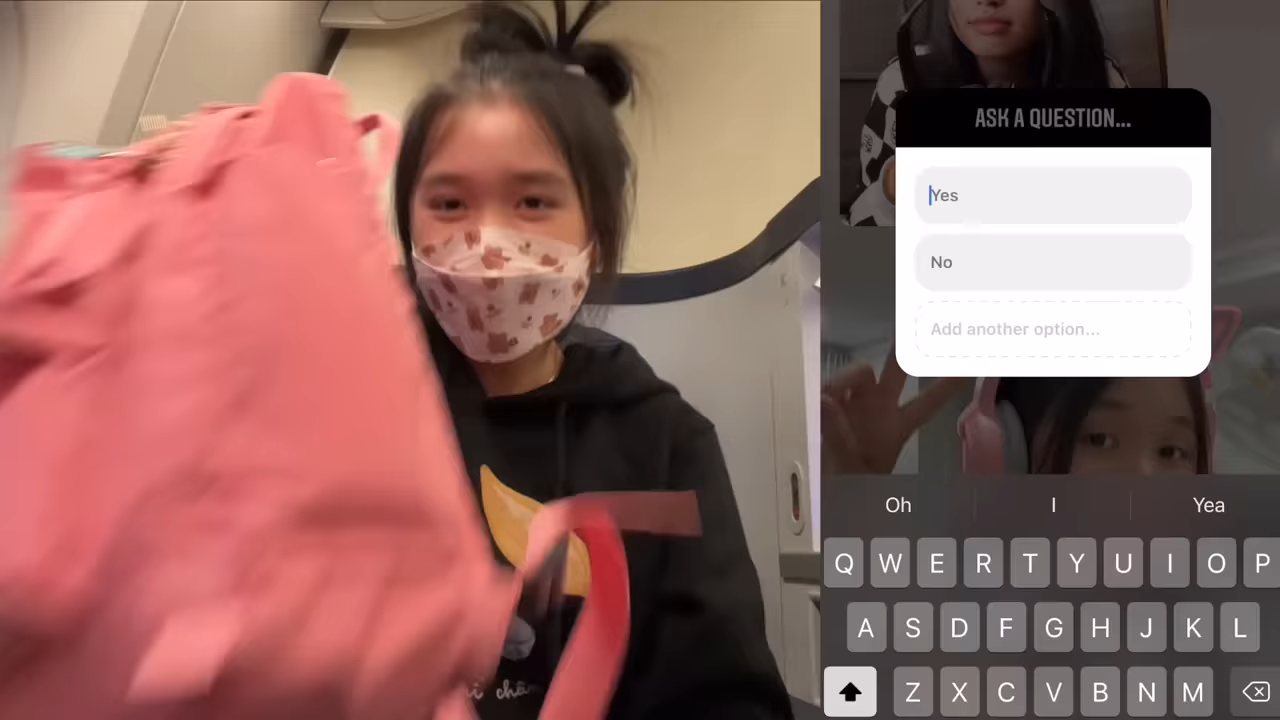 ASK A QUESTION...
Yes
No
Add another option...
Oh I Yea
Q W E R T Y U I O P
A S D F G H J K L
Z X C V B N M